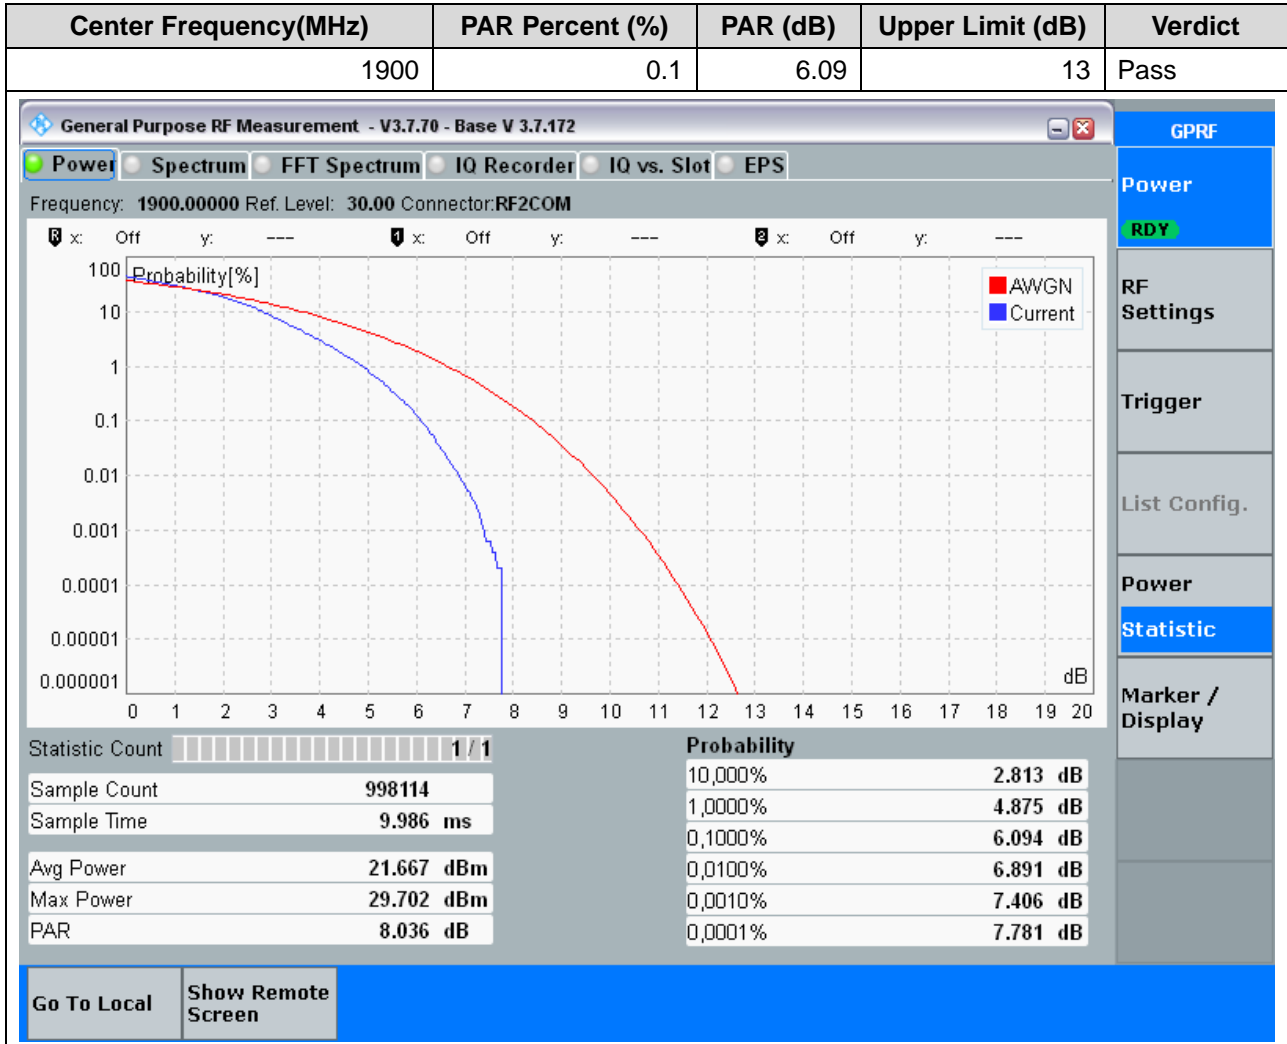 Center Frequency(MHz) PAR Percent (%) PAR (dB) Upper Limit (dB) Verdict
1900 0.1 6.09 13 Pass
General Purpose RF Measurement - V3.7.70 - Base V 3.7.172
GPRF
Power Spectrum FFT Spectrum IQ Recorder IQ vs. Slot EPS
Frequency: 1900.00000 Ref. Level: 30.00 Connector:RF2COM
R x: Off y: --- 1 x: Off y: --- 2 x: Off y: ---
Probability[%]
100
10
1
0.1
0.01
0.001
0.0001
0.00001
0.000001
AWGN
Current
dB
0 1 2 3 4 5 6 7 8 9 10 11 12 13 14 15 16 17 18 19 20
Statistic Count 1 / 1
Sample Count 998114
Sample Time 9.986 ms
Avg Power 21.667 dBm
Max Power 29.702 dBm
PAR 8.036 dB
Probability
10,000% 2.813 dB
1,0000% 4.875 dB
0,1000% 6.094 dB
0,0100% 6.891 dB
0,0010% 7.406 dB
0,0001% 7.781 dB
Power
RDY
RF
Settings
Trigger
List Config.
Power
Statistic
Marker /
Display
Go To Local
Show Remote
Screen